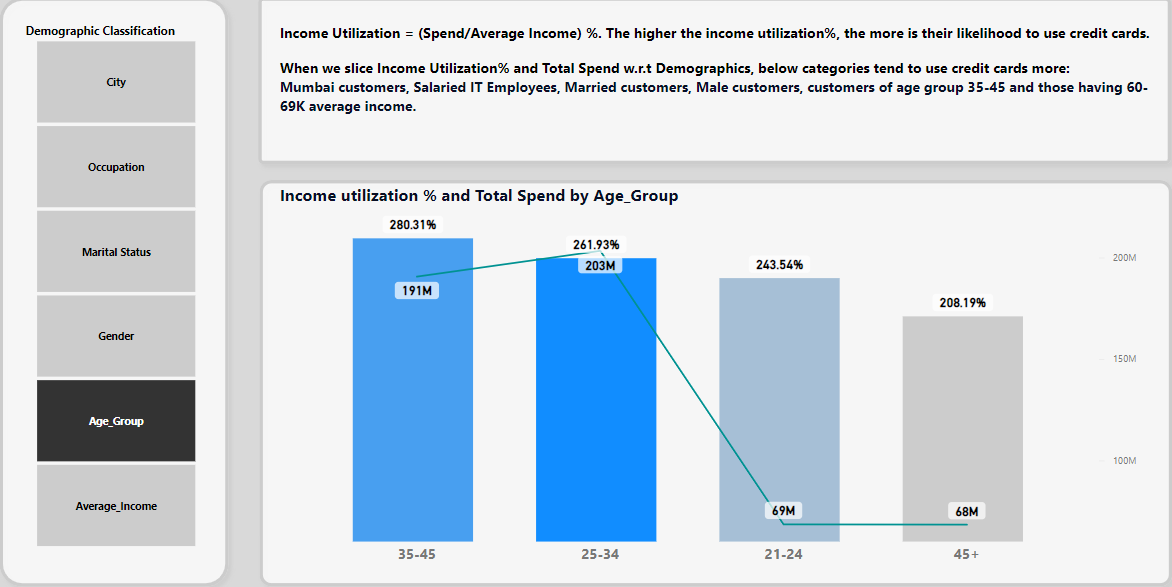 Demographic Classification
City
Occupation
Marital Status
Gender
Age_Group
Average_Income
Income Utilization = (Spend/Average Income) %. The higher the income utilization%, the more is their likelihood to use credit cards.
When we slice Income Utilization% and Total Spend w.r.t Demographics, below categories tend to use credit cards more:
Mumbai customers, Salaried IT Employees, Married customers, Male customers, customers of age group 35-45 and those having 60-
69K average income.
Income utilization % and Total Spend by Age_Group
280.31%
261.93%
243.54%
208.19%
191M
203M
69M
68M
200M
150M
100M
35-45
25-34
21-24
45+